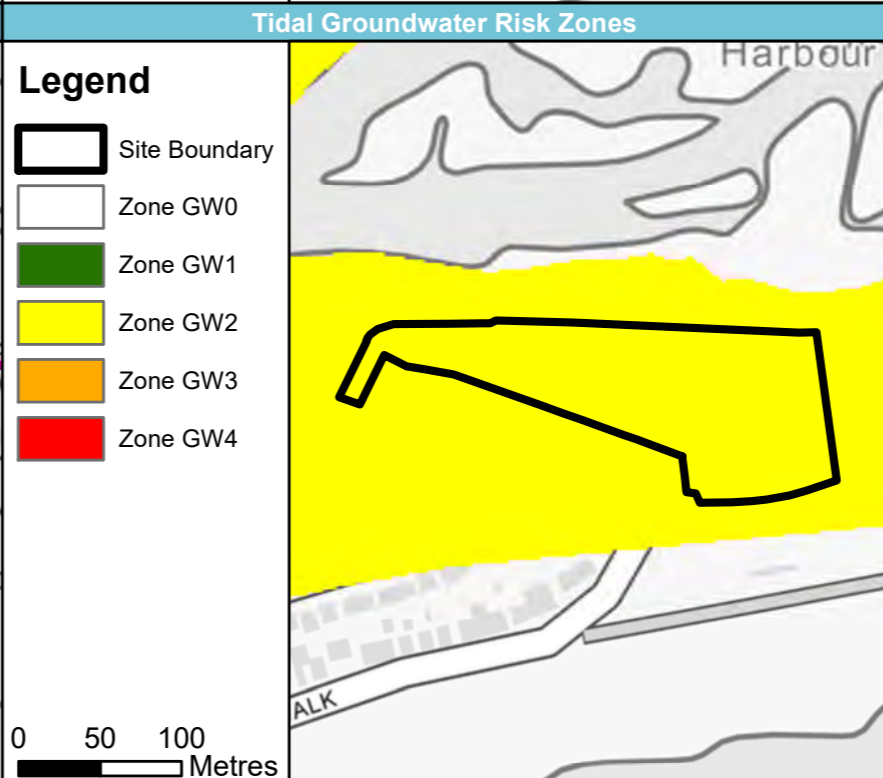 Tidal Groundwater Risk Zones
Legend
Site Boundary
Zone GW0
Zone GW1
Zone GW2
Zone GW3
Zone GW4
0 50 100
Metres
Harbour
ALK